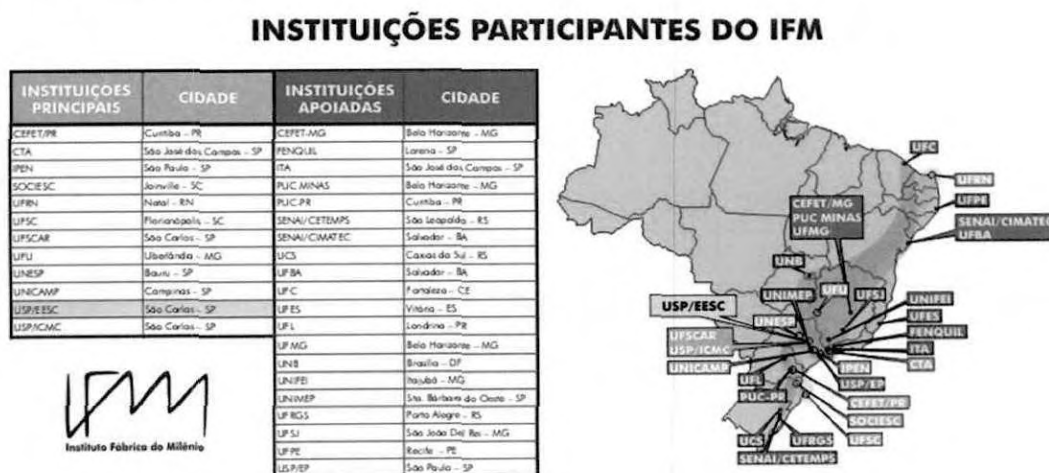 INSTITUIÇÕES PARTICIPANTES DO IFM
INSTITUIÇÕES PRINCIPAIS CIDADE INSTITUIÇÕES APOIADAS CIDADE
CEFET/PR Curitiba - PR CEFET-MG Belo Horizonte - MG
CTA São José dos Campos - SP FENQUIL Lorena - SP
IPEN São Paulo - SP ITA São José dos Campos - SP
SOCIESC Joinville - SC PUC MINAS Belo Horizonte - MG
UFRN Natal - RN PUC-PR Curitiba - PR
UFSC Florianópolis - SC SENAI/CETEMPS São Leopoldo - RS
UFSCAR São Carlos - SP SENAI/CIMATEC Salvador - BA
UFU Uberlândia - MG UCS Caxias do Sul - RS
UNESP Bauru - SP UFBA Salvador - BA
UNICAMP Campinas - SP UFC Fortaleza - CE
USP/EESC São Carlos - SP UFES Vitória - ES
USP/ICMC São Carlos - SP UFL Londrina - PR
UFMG Belo Horizonte - MG
UNB Brasília - DF
UNIFEI Itajubá - MG
UNIMEP Sta. Bárbara do Oeste - SP
UFRGS Porto Alegre - RS
UFSJ São João Del Rei - MG
UFPE Recife - PE
USP/EP São Paulo - SP
IFM
Instituto Fábrica do Milênio
UFC
UFRN
UFPE
CEFET/MG
PUC MINAS
UFMG
SENAI/CIMATEC
UFBA
UNB
UNIMEP
UFU
UFSJ
UNIFEI
USP/EESC
UNESP
UFES
UFSCAR
USP/ICMC
FENQUIL
ITA
UNICAMP
IPEN
CTA
UFL
USP/EP
PUC-PR
CEFET/PR
SOCIESC
UCS
UFRGS
UFSC
SENAI/CETEMPS